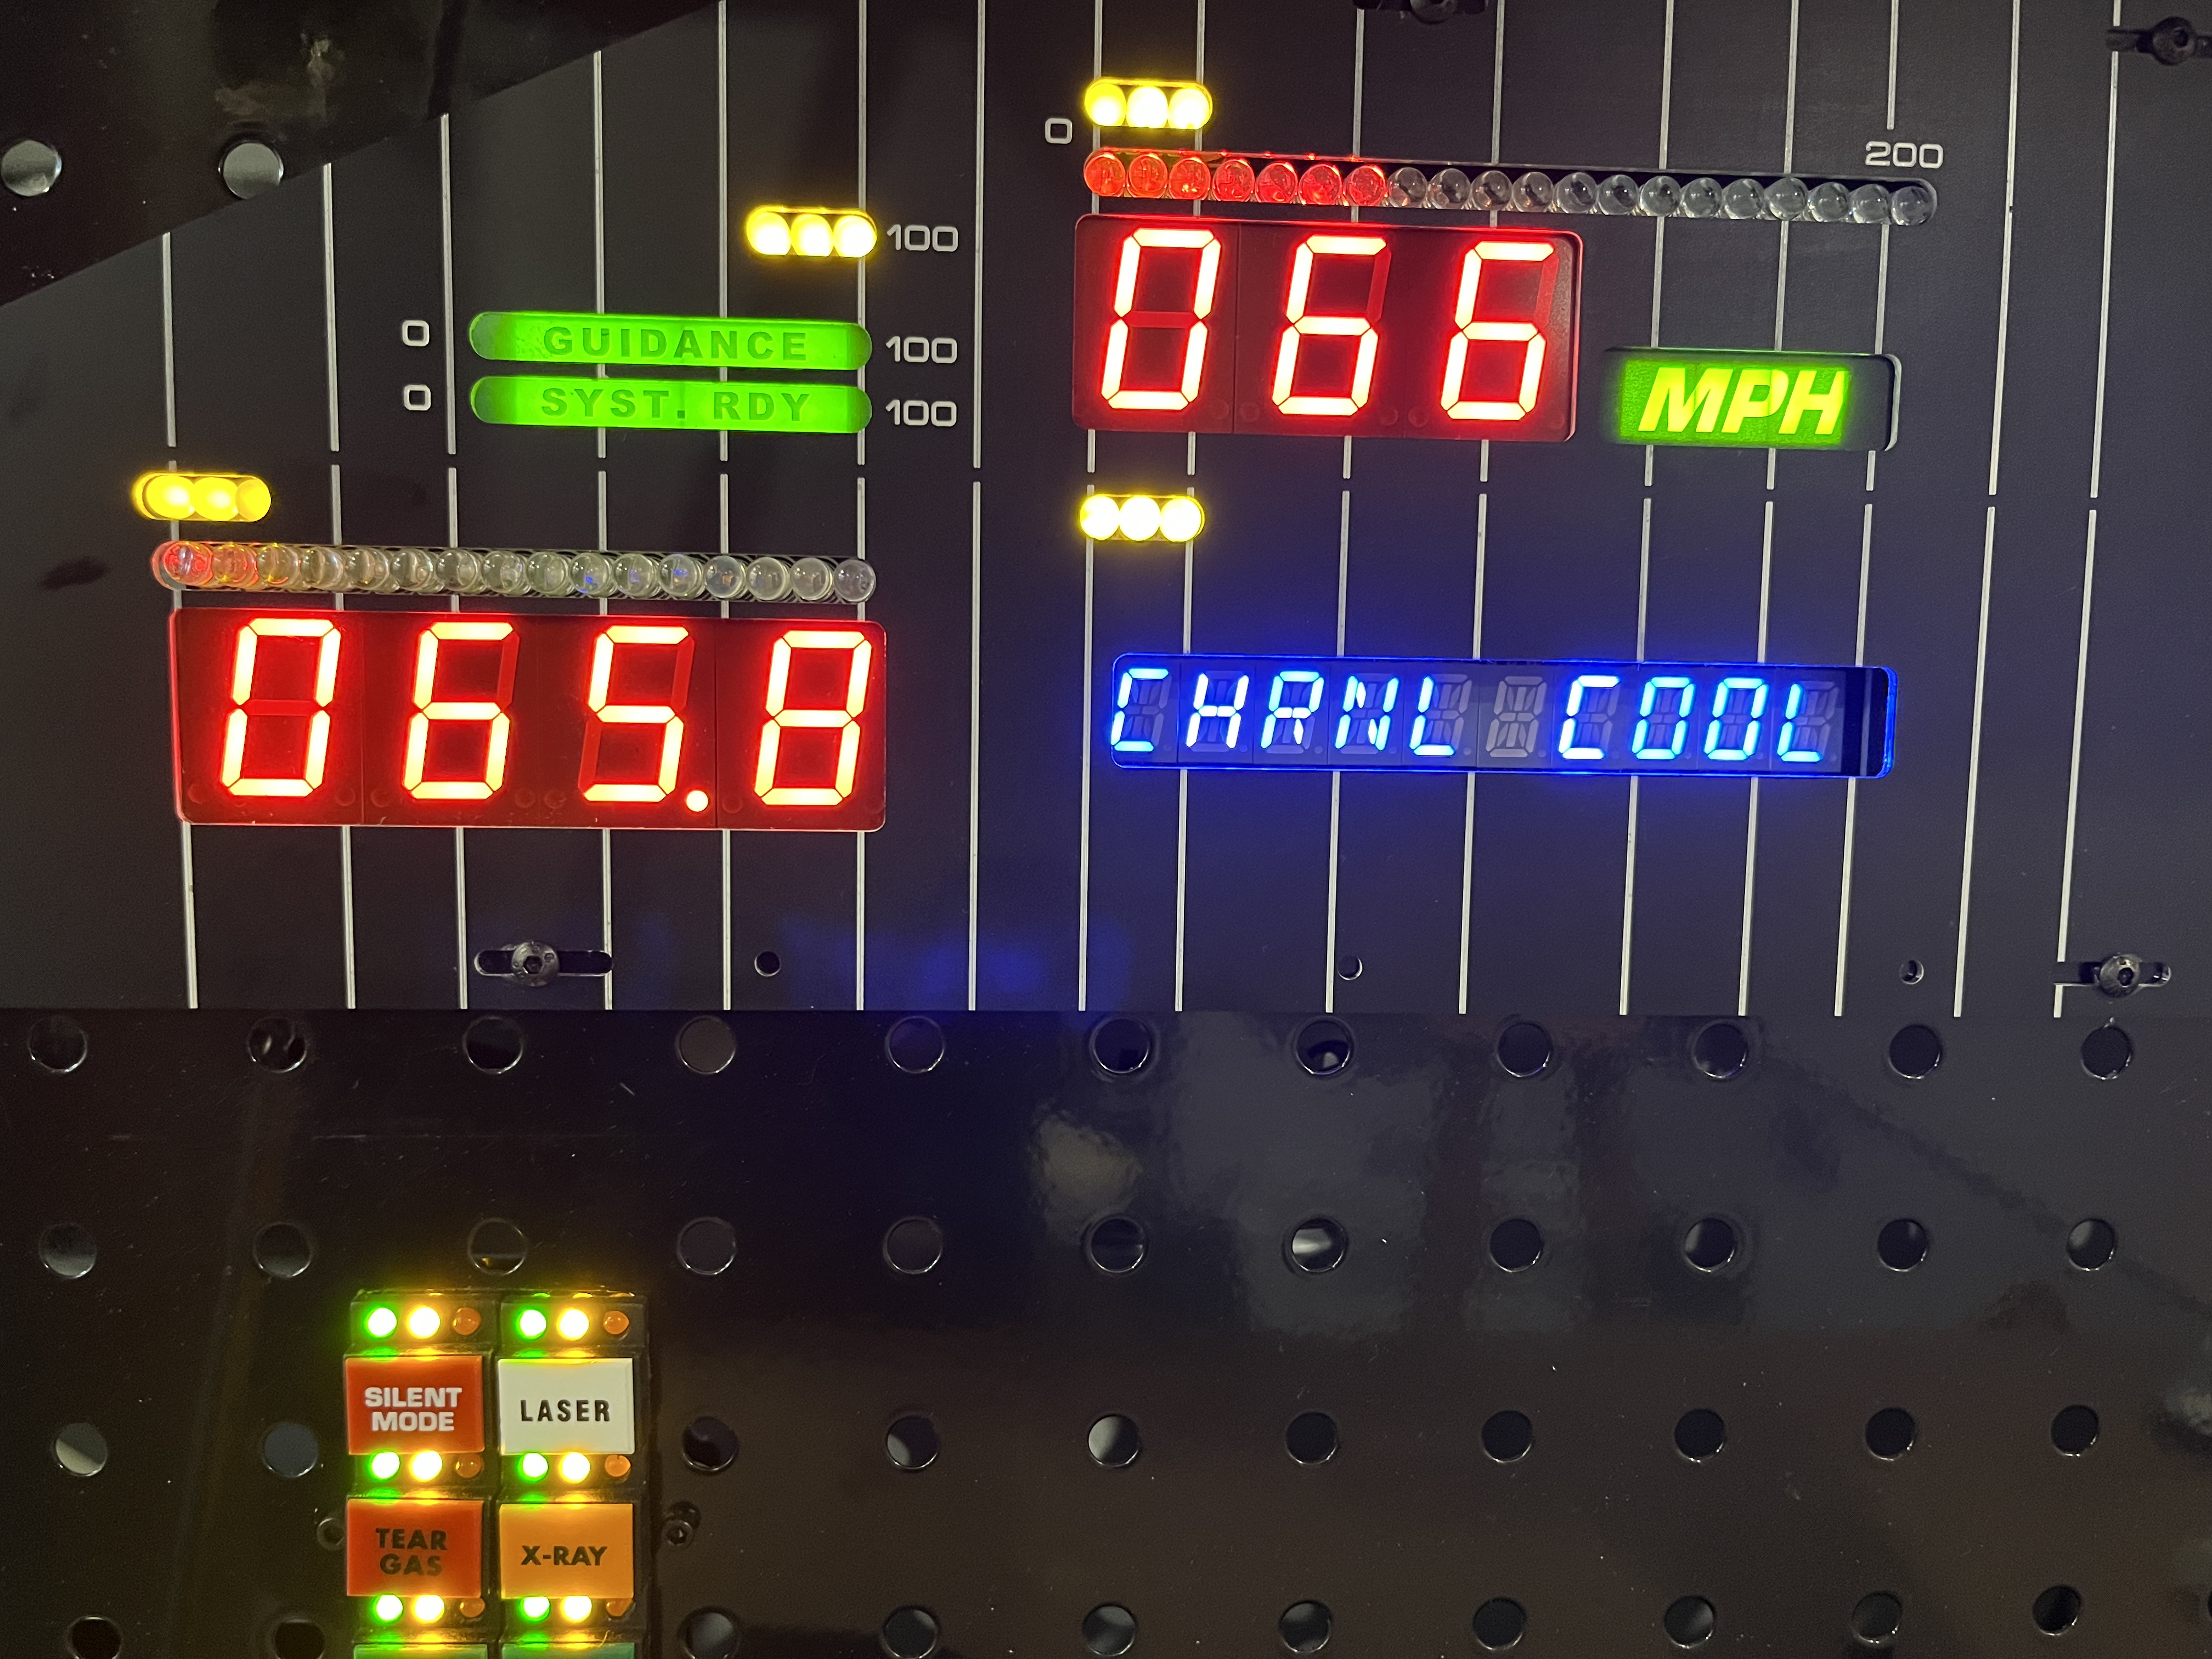 0
200
100
066
MPH
0 GUIDANCE 100
0 SYST. RDY 100
065.8
CHANL COOL
SILENT
MODE
LASER
TEAR
GAS
X-RAY